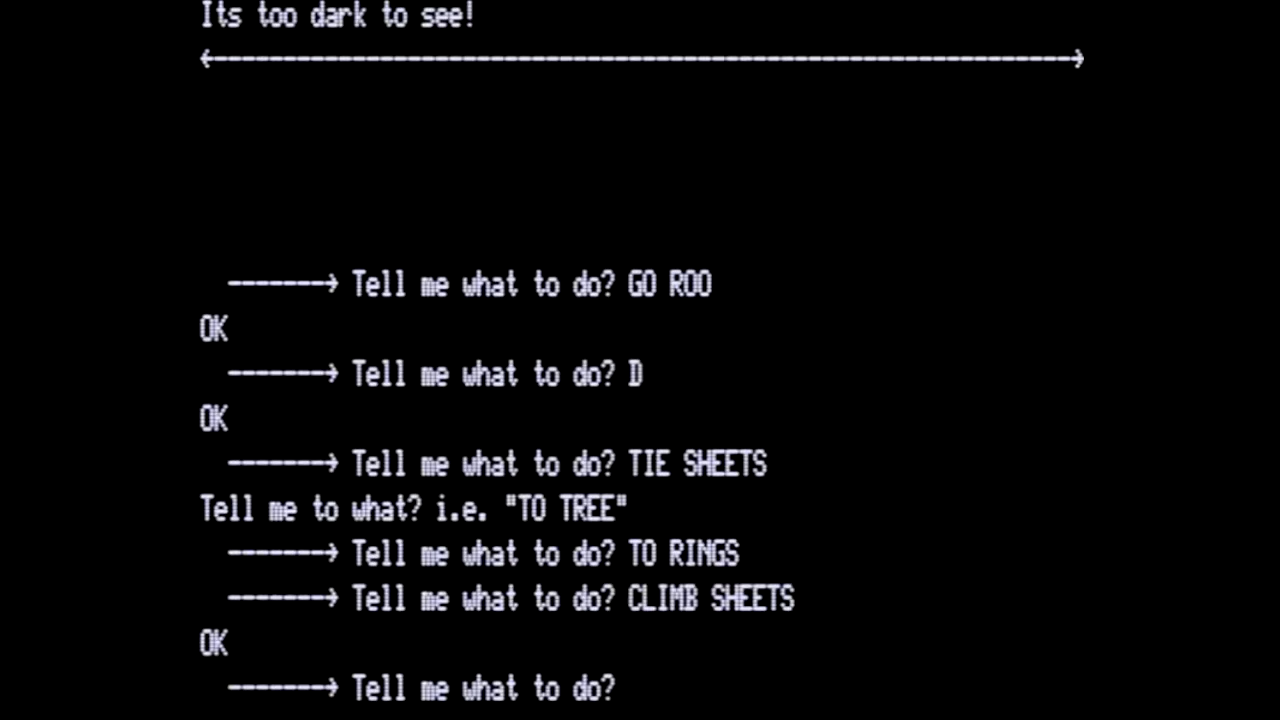 Its too dark to see!
<------------------------------------------------------------->
-------> Tell me what to do? GO ROO
OK
-------> Tell me what to do? D
OK
-------> Tell me what to do? TIE SHEETS
Tell me to what? i.e. "TO TREE"
-------> Tell me what to do? TO RINGS
-------> Tell me what to do? CLIMB SHEETS
OK
-------> Tell me what to do?